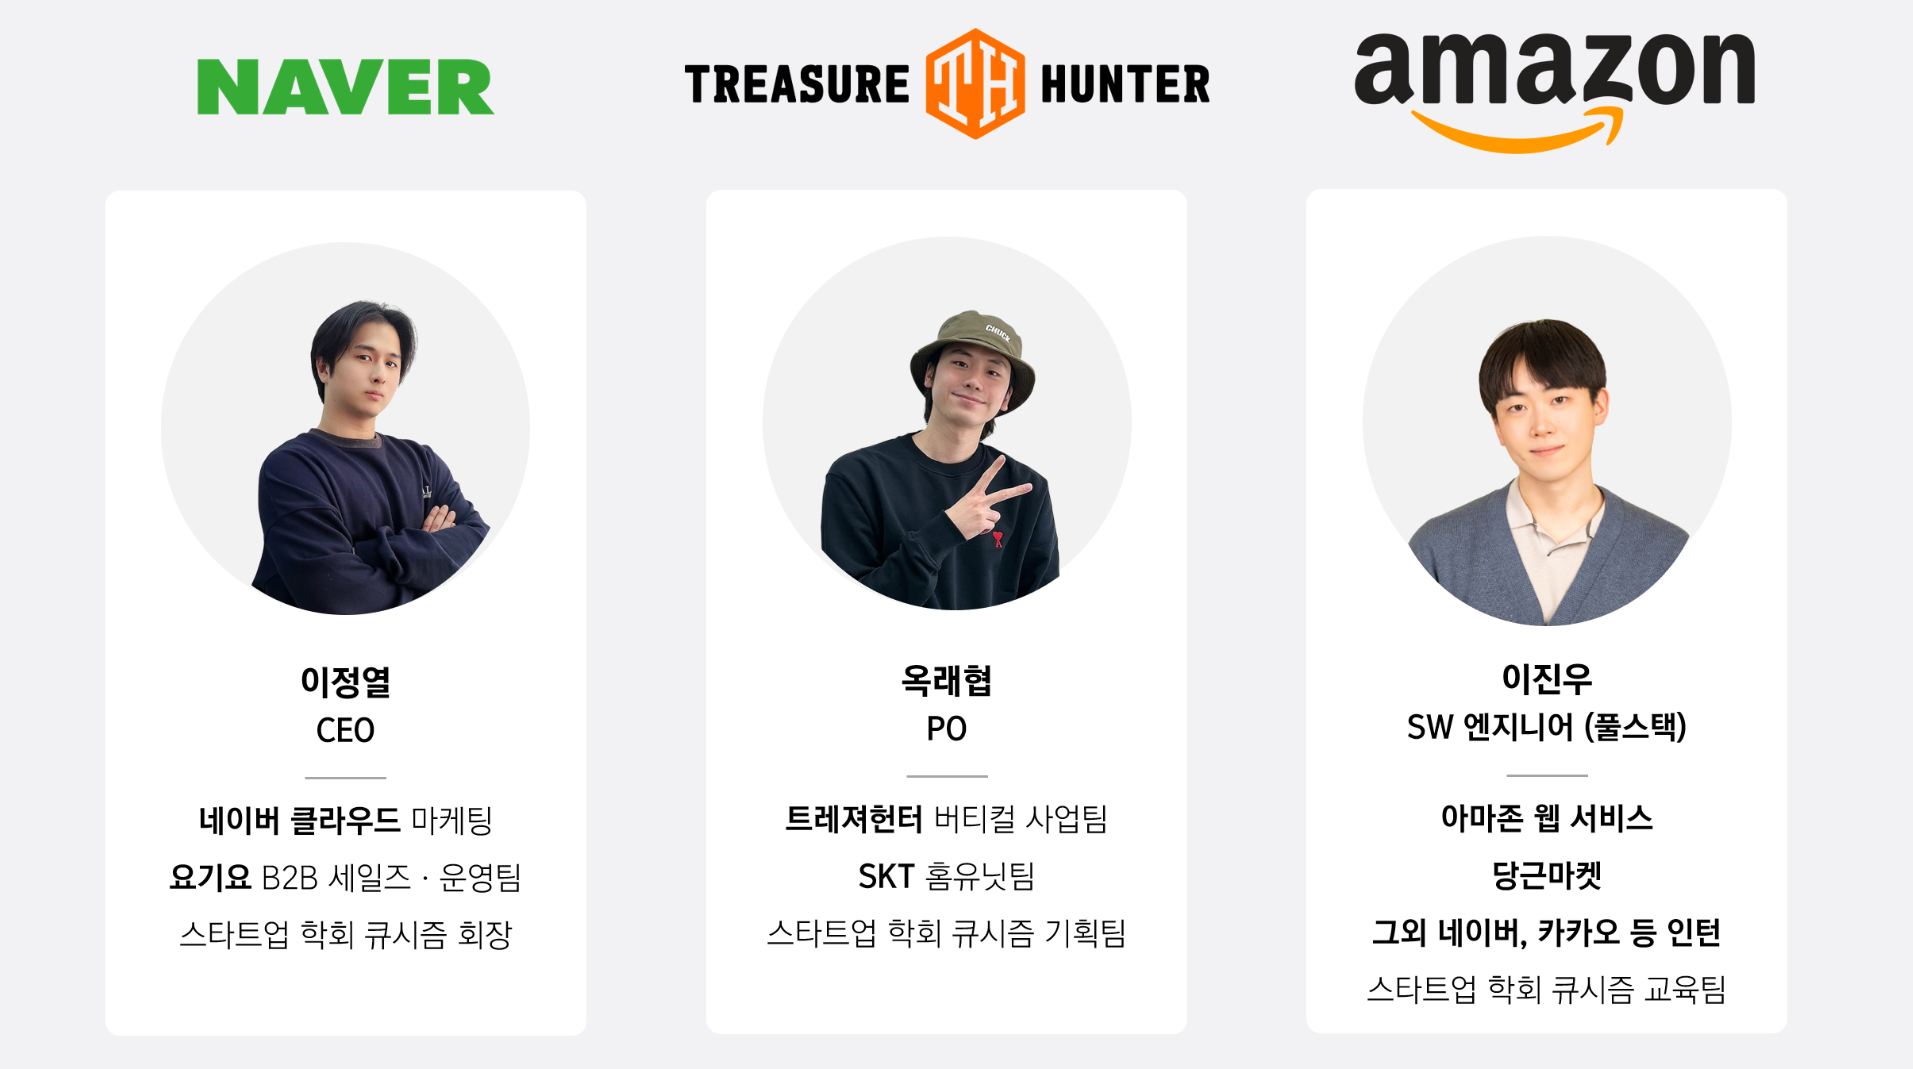 NAVER
TREASURE TH HUNTER
amazon
CHUCK
이정열
CEO
네이버 클라우드 마케팅
요기요 B2B 세일즈 · 운영팀
스타트업 학회 큐시즘 회장
옥래협
PO
트레져헌터 버티컬 사업팀
SKT 홈유닛팀
스타트업 학회 큐시즘 기획팀
이진우
SW 엔지니어 (풀스택)
아마존 웹 서비스
당근마켓
그외 네이버, 카카오 등 인턴
스타트업 학회 큐시즘 교육팀